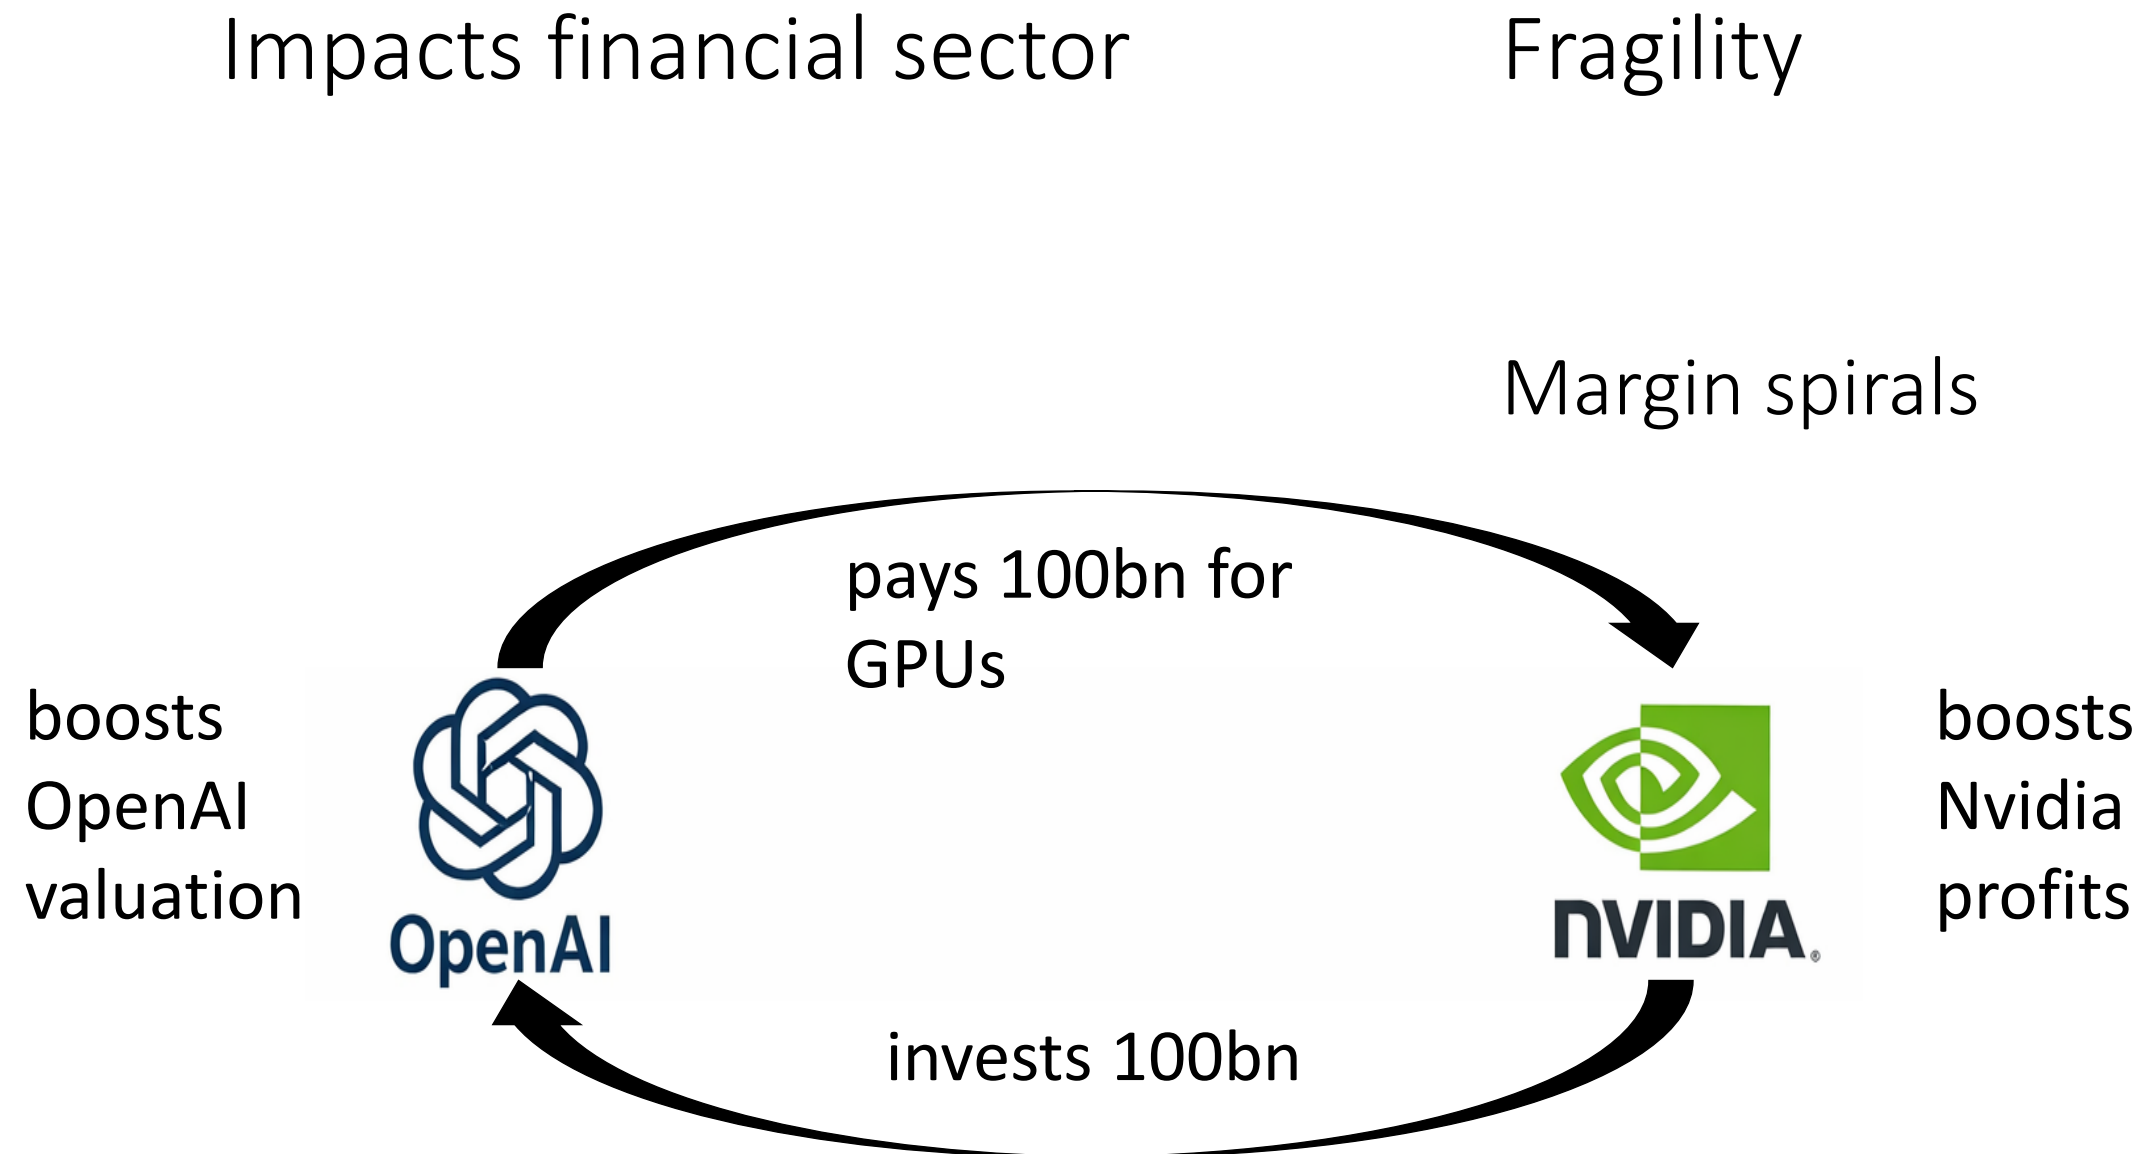 Impacts financial sector
Fragility
Margin spirals
pays 100bn for
GPUs
boosts
OpenAI
valuation
OpenAI
NVIDIA
®
boosts
Nvidia
profits
invests 100bn